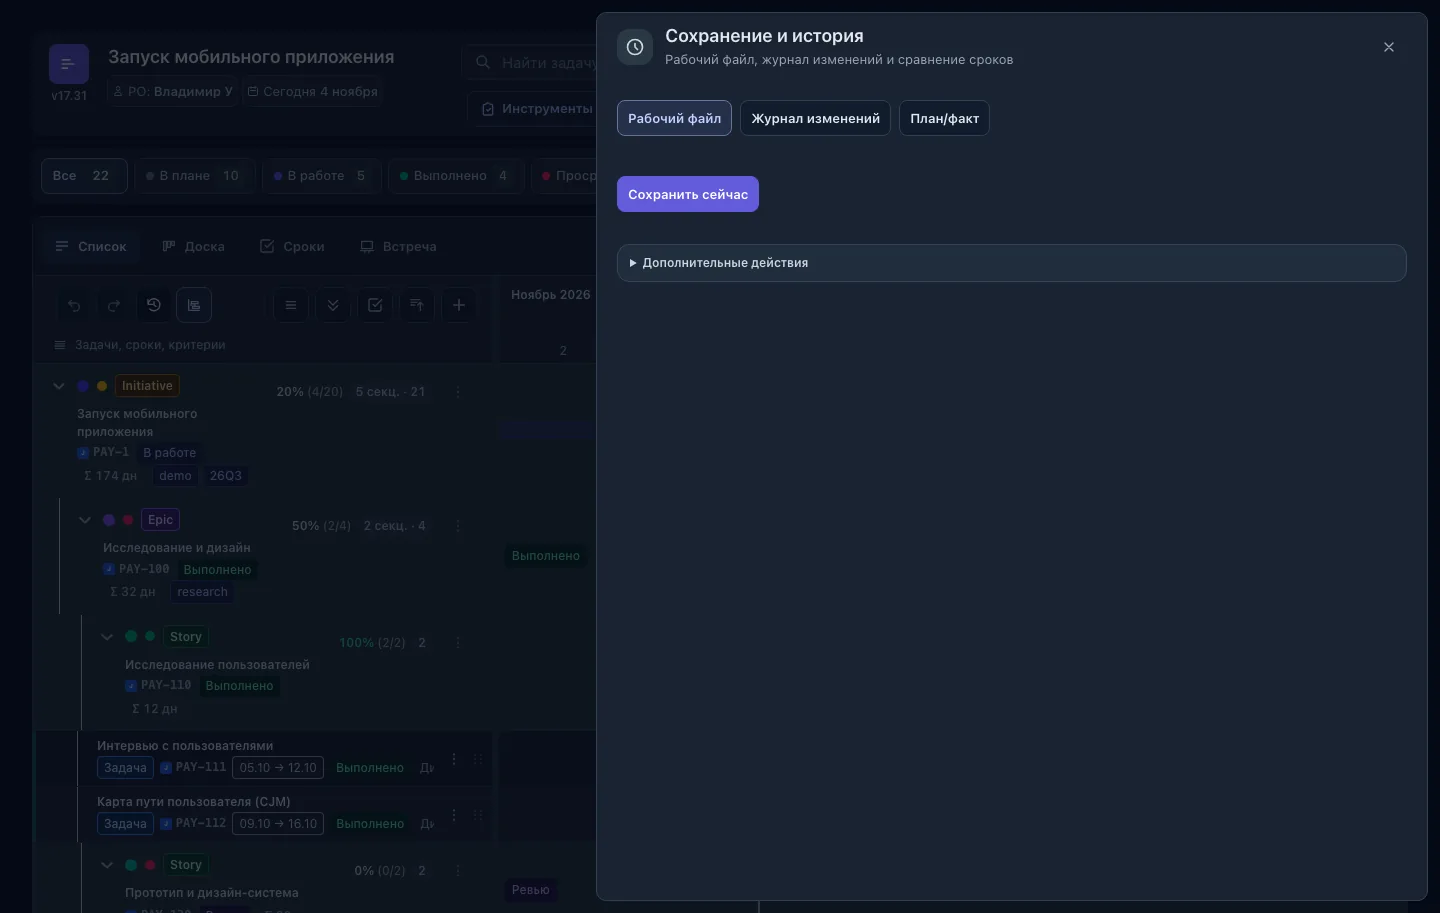 Запуск мобильного приложения
v17.31
PO: Владимир У
Сегодня 4 ноября
Найти задачу
Инструменты
Все 22
В плане 10
В работе 5
Выполнено 4
Список
Доска
Сроки
Встреча
Ноябрь 2026
Задачи, сроки, критерии
2
Initiative
20% (4/20) 5 секц. · 21
Запуск мобильного
приложения
PAY-1 В работе
Σ 174 дн demo 26Q3
Epic
50% (2/4) 2 секц. · 4
Исследование и дизайн
PAY-100 Выполнено
Σ 32 дн research
Выполнено
Story
100% (2/2) 2
Исследование пользователей
PAY-110 Выполнено
Σ 12 дн
Интервью с пользователями
Задача PAY-111 05.10 → 12.10 Выполнено
Карта пути пользователя (CJM)
Задача PAY-112 09.10 → 16.10 Выполнено
Story
0% (0/2) 2
Прототип и дизайн-система
Ревью
Сохранение и история
Рабочий файл, журнал изменений и сравнение сроков
Рабочий файл
Журнал изменений
План/факт
Сохранить сейчас
Дополнительные действия